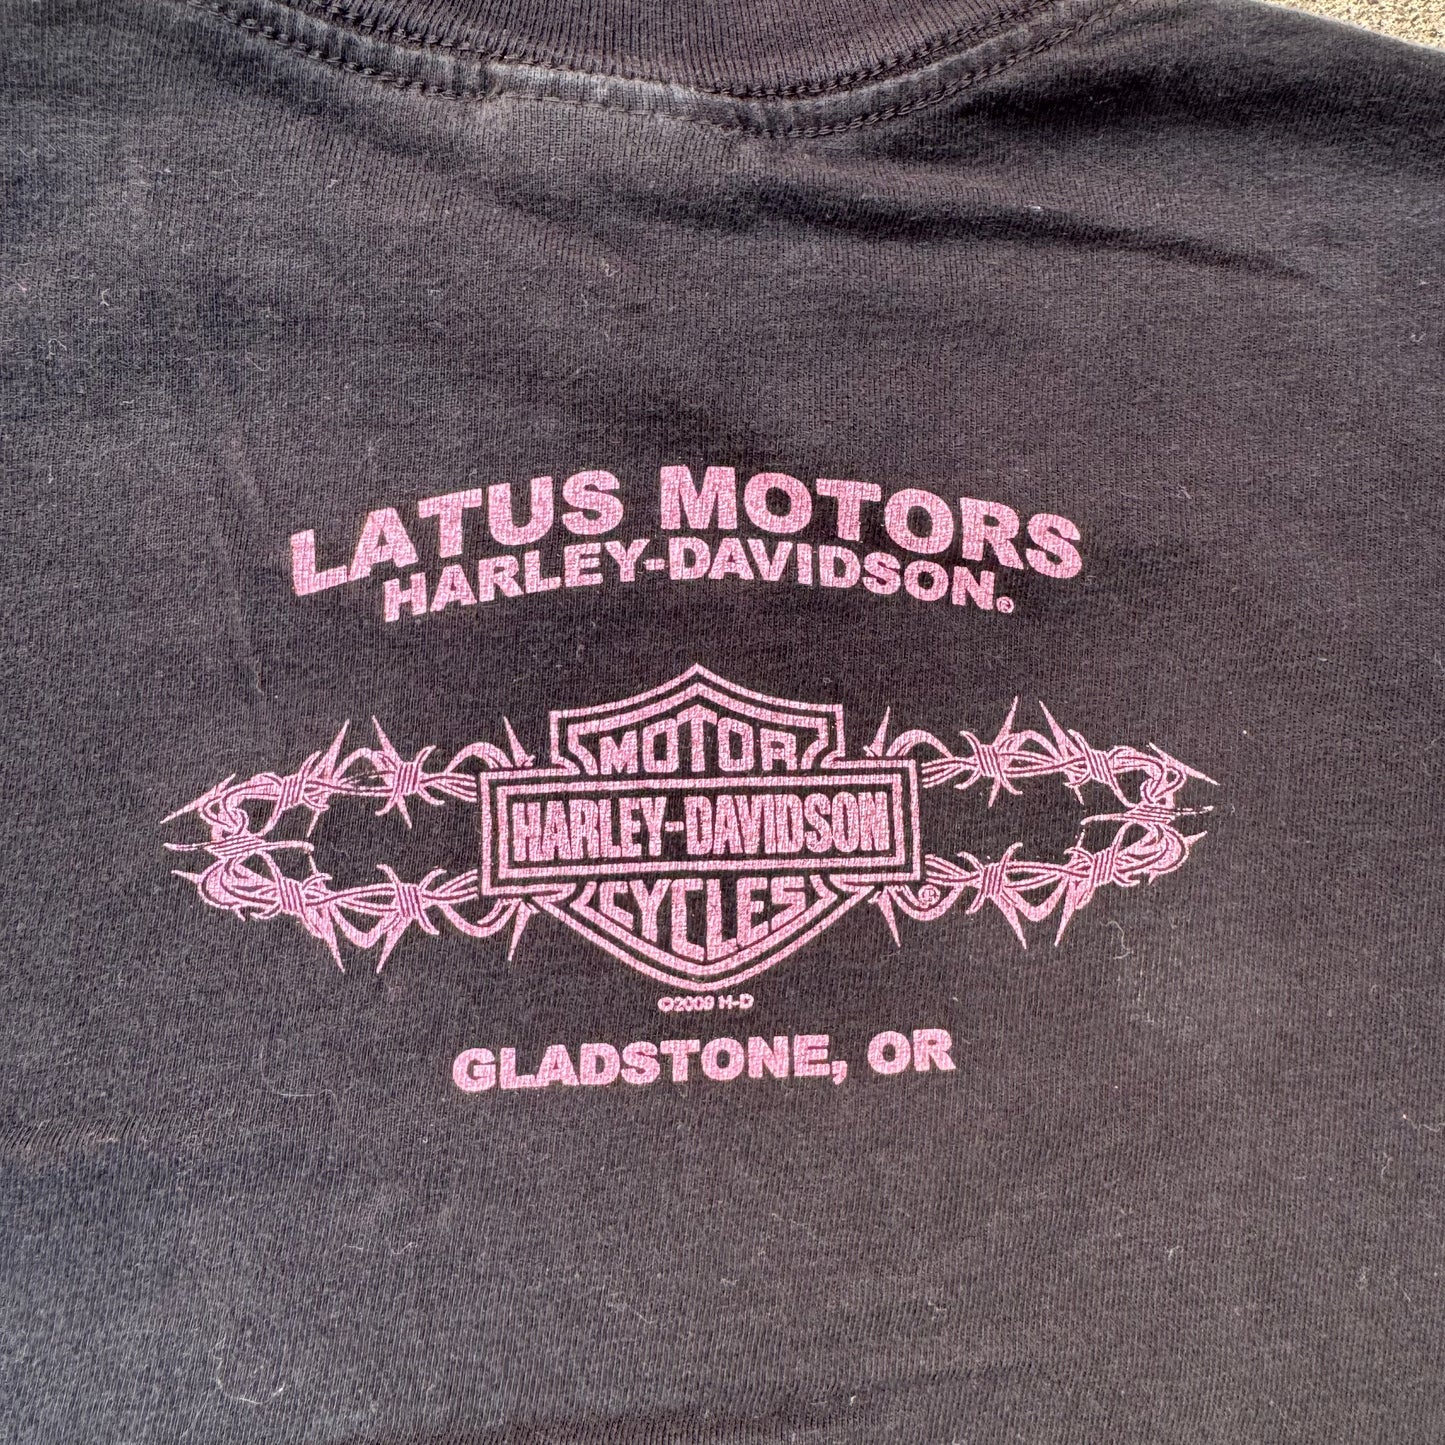 LATUS MOTORS
HARLEY-DAVIDSON®
MOTOR
HARLEY-DAVIDSON
CYCLES
®
©2009 H-D
GLADSTONE, OR